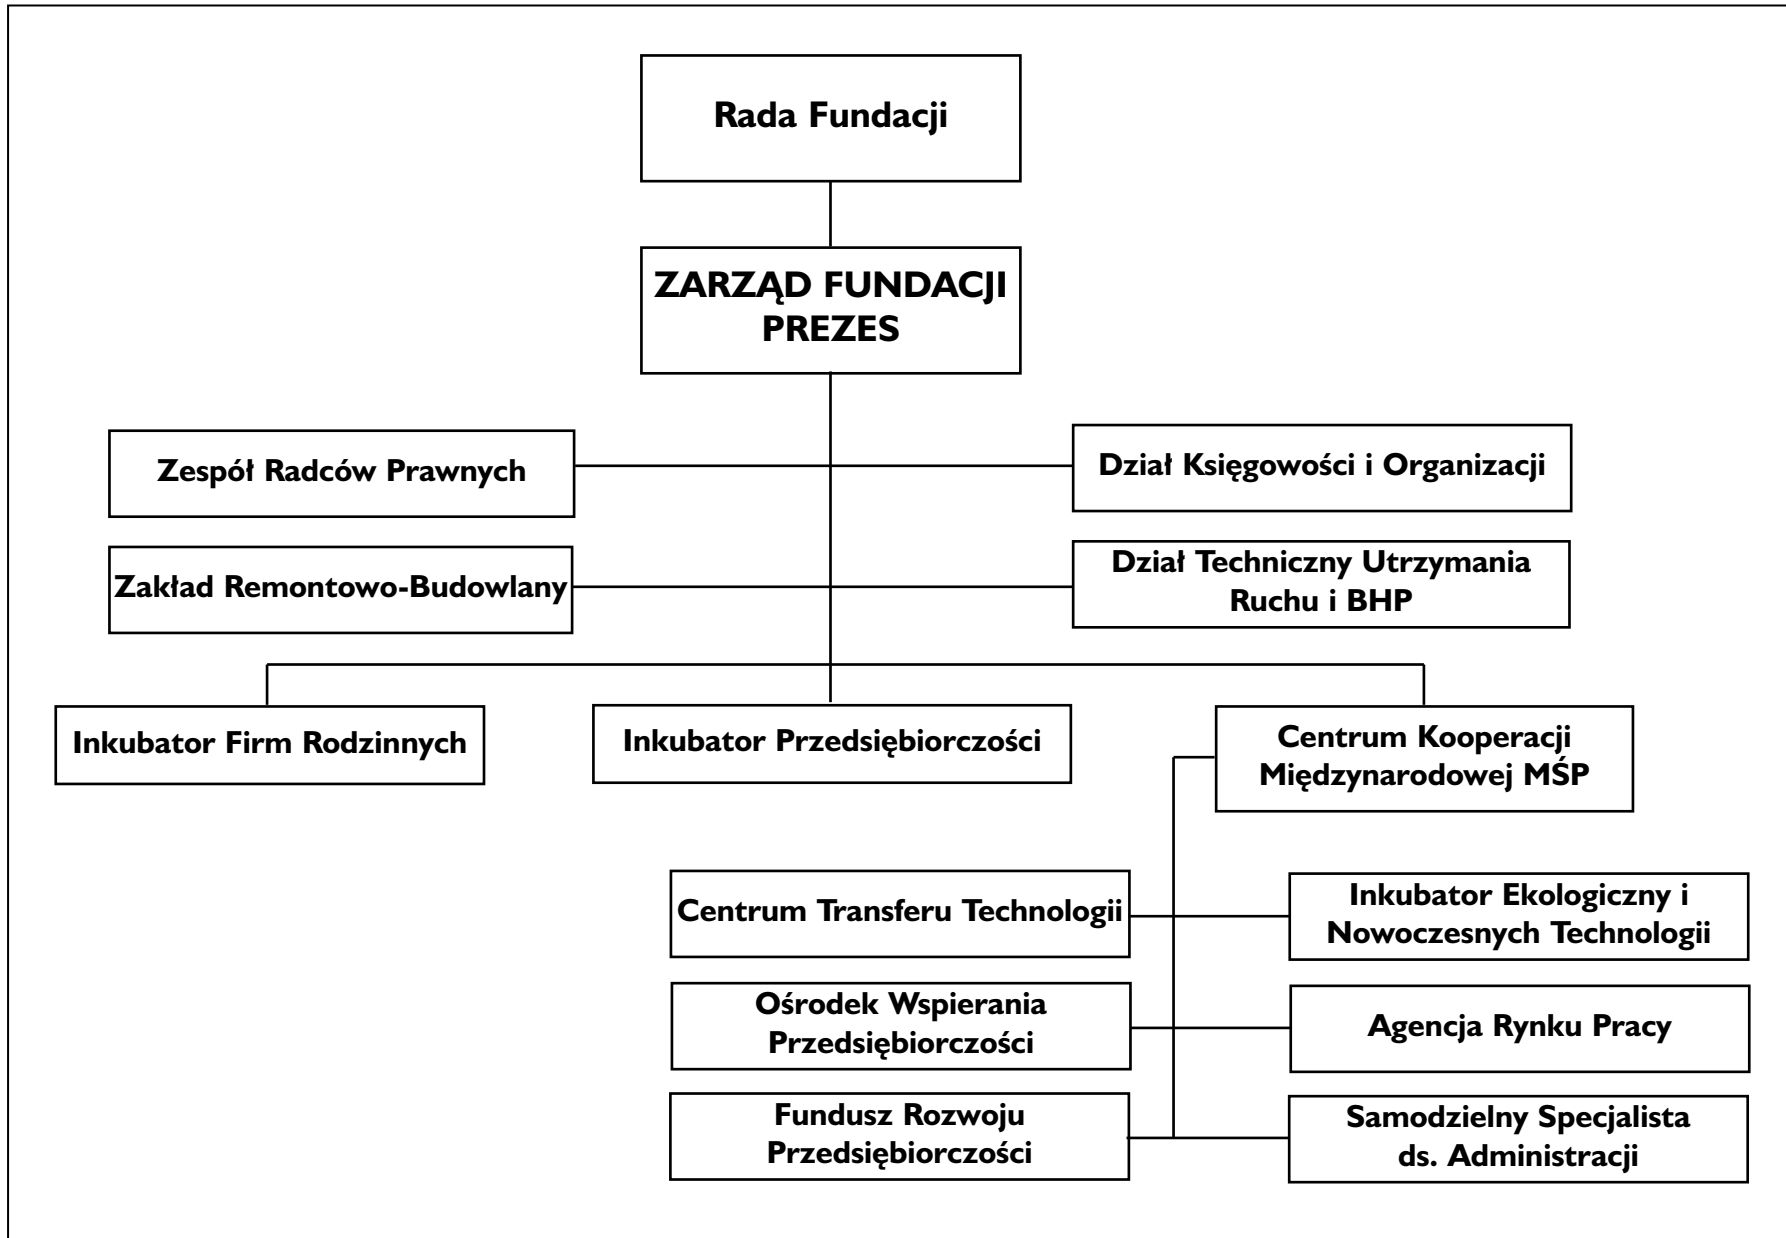 Rada Fundacji
ZARZĄD FUNDACJI
PREZES
Zespół Radców Prawnych
Dział Księgowości i Organizacji
Zakład Remontowo-Budowlany
Dział Techniczny Utrzymania
Ruchu i BHP
Inkubator Firm Rodzinnych
Inkubator Przedsiębiorczości
Centrum Kooperacji
Międzynarodowej MŚP
Centrum Transferu Technologii
Inkubator Ekologiczny i
Nowoczesnych Technologii
Ośrodek Wspierania
Przedsiębiorczości
Agencja Rynku Pracy
Fundusz Rozwoju
Przedsiębiorczości
Samodzielny Specjalista
ds. Administracji